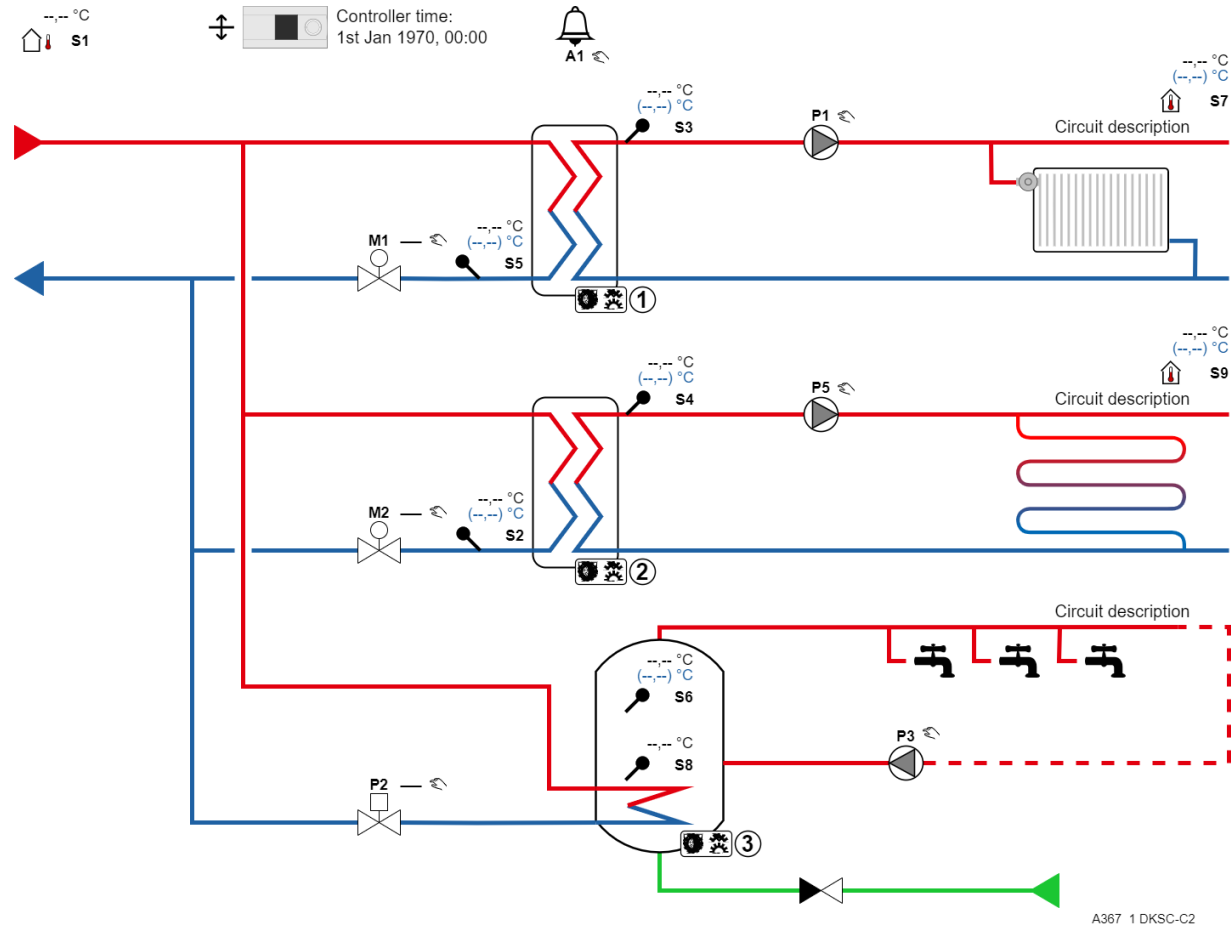 --,-- °C
S1
Controller time:
1st Jan 1970, 00:00
A1
--,-- °C
(--,--) °C
S3
P1
--,-- °C
(--,--) °C
S7
Circuit description
M1
--,-- °C
(--,--) °C
S5
1
--,-- °C
(--,--) °C
S4
P5
--,-- °C
(--,--) °C
S9
Circuit description
M2
--,-- °C
(--,--) °C
S2
2
Circuit description
--,-- °C
(--,--) °C
S6
--,-- °C
S8
P3
P2
3
A367 1 DKSC-C2